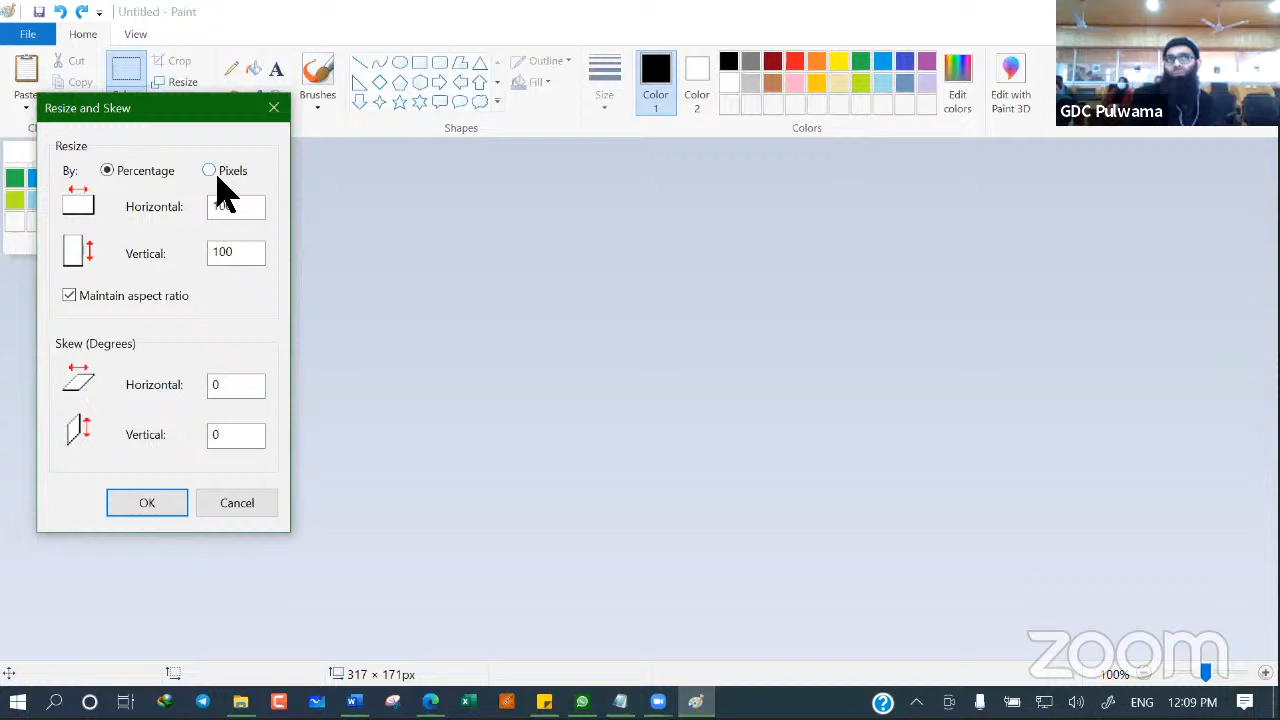 Untitled - Paint
File
Home
View
Paste
Cut
Copy
Crop
Resize
Brushes
Outline
Fill
Shapes
Size
Color
1
Color
2
Colors
Edit
colors
Edit with
Paint 3D
GDC Pulwama
Resize and Skew
Resize
By:
Percentage
Pixels
Horizontal:
Vertical:
100
Maintain aspect ratio
Skew (Degrees)
Horizontal:
0
Vertical:
0
OK
Cancel
zoom
317 × 171px
100%
ENG
12:09 PM